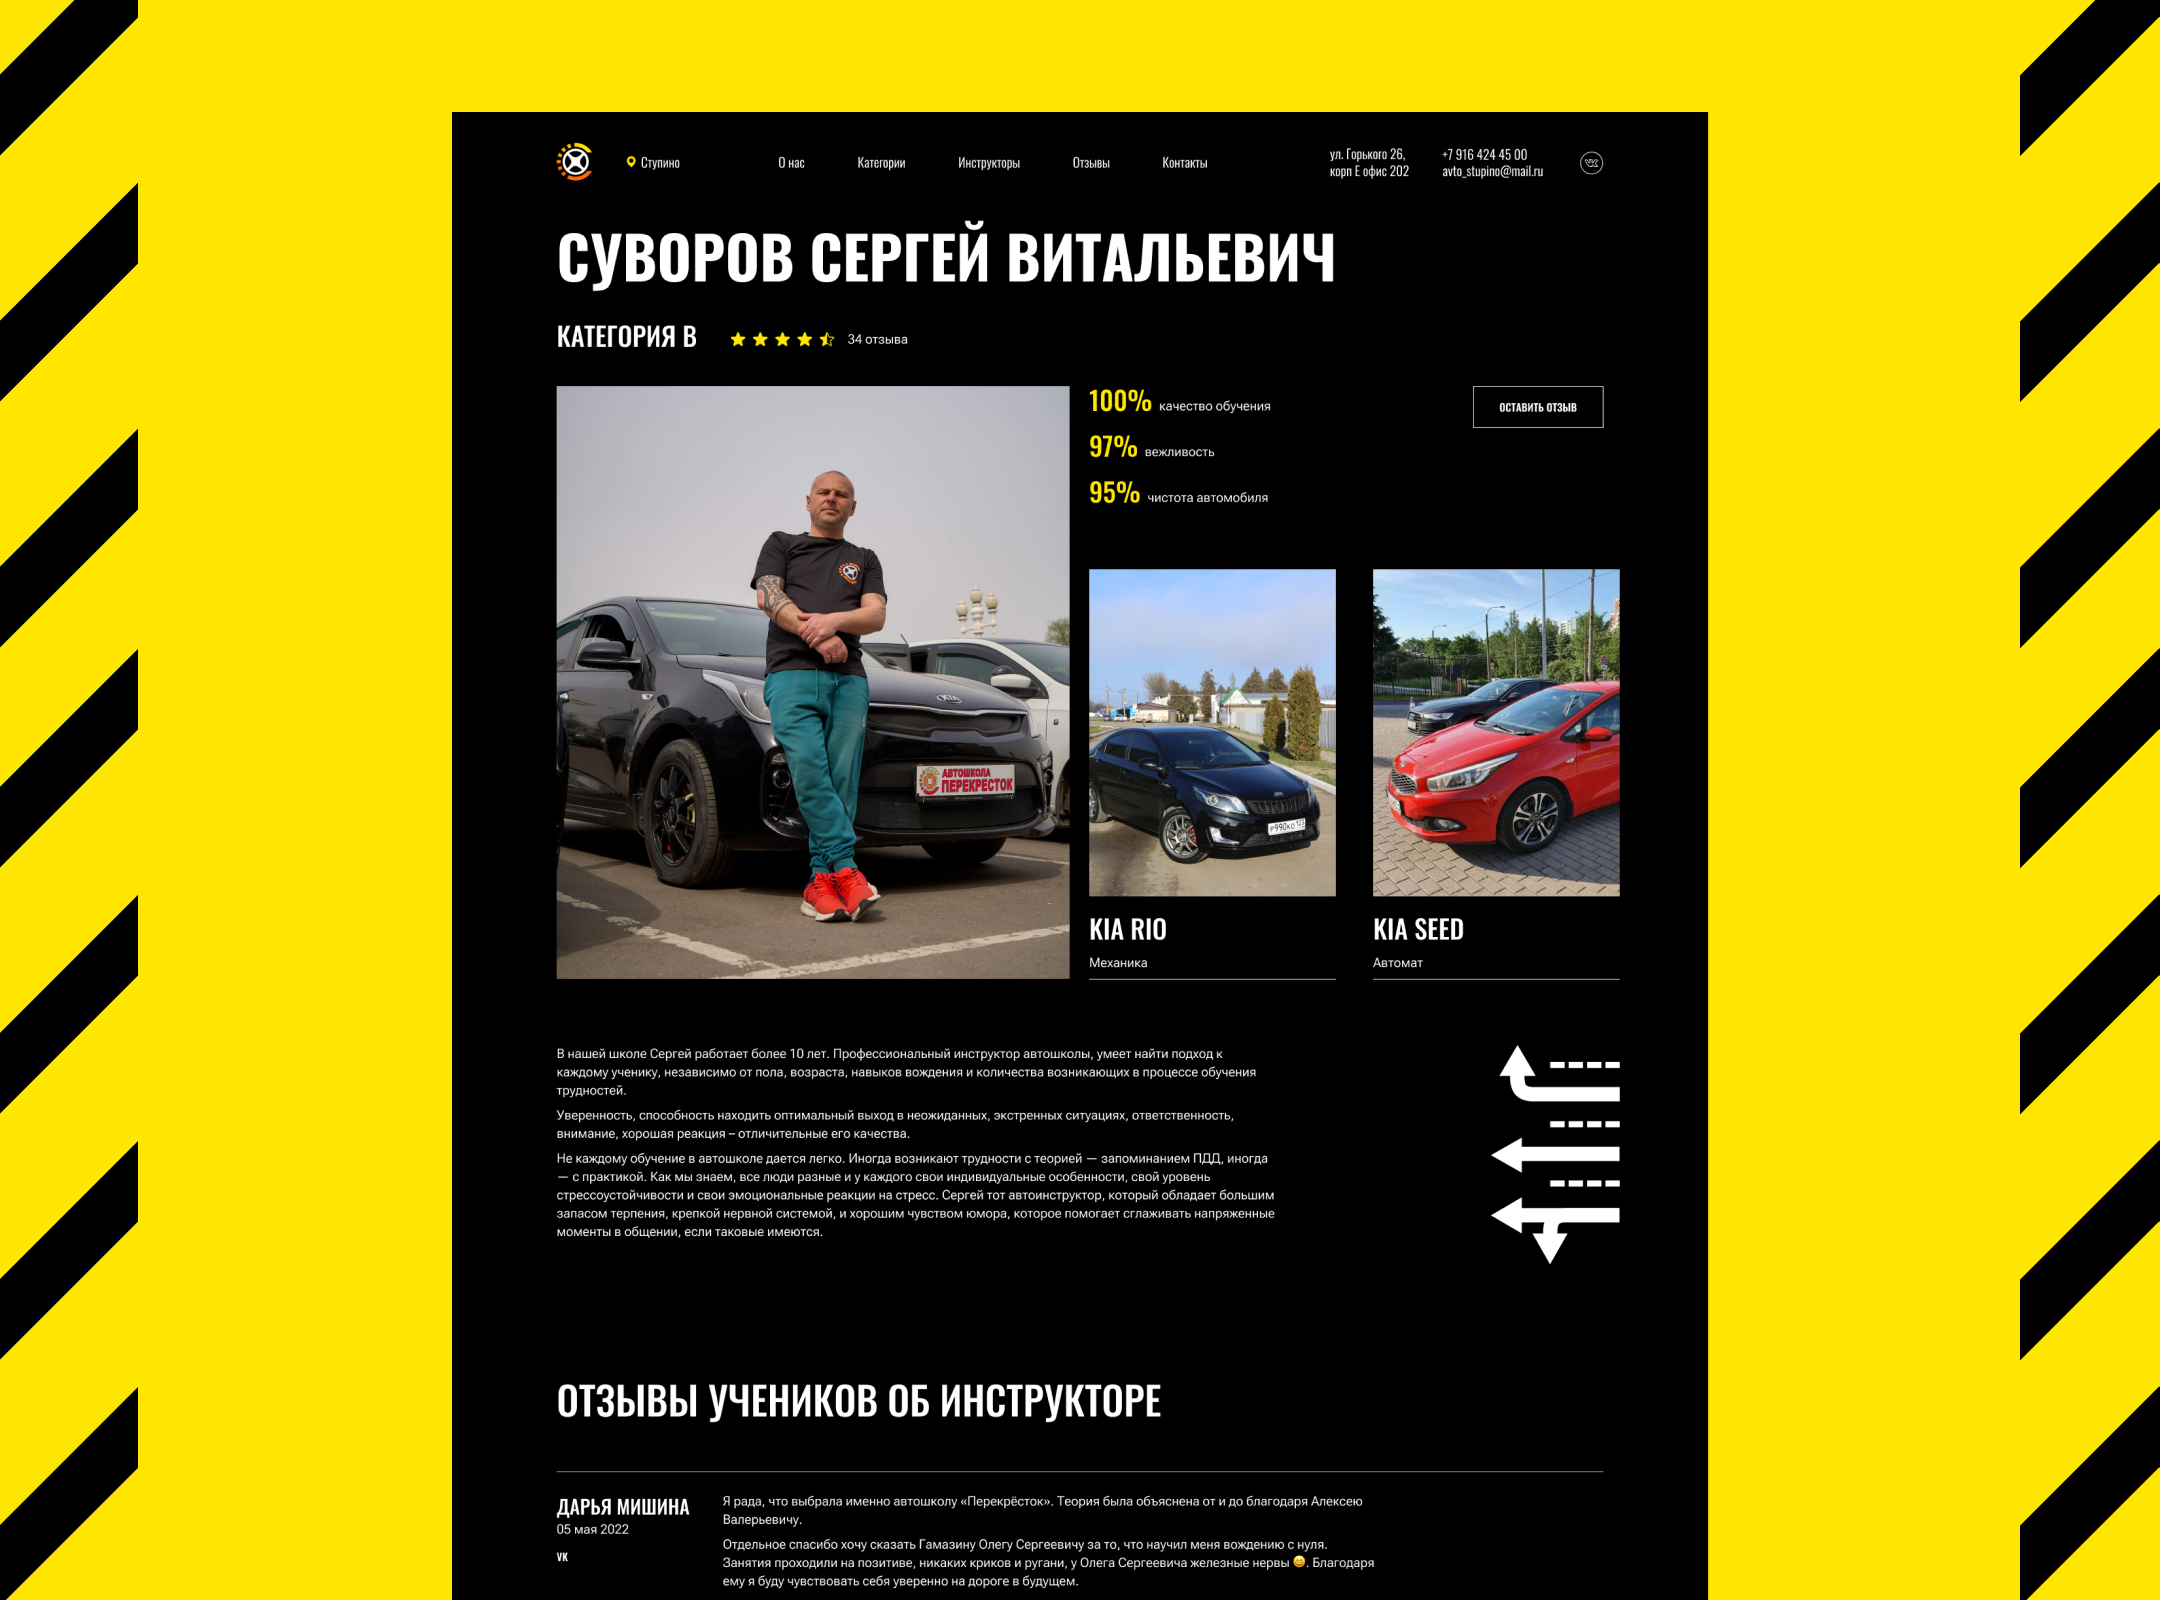 Ступино
О нас
Категории
Инструкторы
Отзывы
Контакты
ул. Горького 26,
корп Е офис 202
+7 916 424 45 00
avto_stupino@mail.ru
СУВОРОВ СЕРГЕЙ ВИТАЛЬЕВИЧ
КАТЕГОРИЯ В
34 отзыва
100% качество обучения
97% вежливость
95% чистота автомобиля
ОСТАВИТЬ ОТЗЫВ
KIA
АВТОШКОЛА
ПЕРЕКРЕСТОК
Р990КО 123
KIA RIO
Механика
KIA SEED
Автомат
В нашей школе Сергей работает более 10 лет. Профессиональный инструктор автошколы, умеет найти подход к
каждому ученику, независимо от пола, возраста, навыков вождения и количества возникающих в процессе обучения
трудностей.
Уверенность, способность находить оптимальный выход в неожиданных, экстренных ситуациях, ответственность,
внимание, хорошая реакция – отличительные его качества.
Не каждому обучение в автошколе дается легко. Иногда возникают трудности с теорией — запоминанием ПДД, иногда
— с практикой. Как мы знаем, все люди разные и у каждого свои индивидуальные особенности, свой уровень
стрессоустойчивости и свои эмоциональные реакции на стресс. Сергей тот автоинструктор, который обладает большим
запасом терпения, крепкой нервной системой, и хорошим чувством юмора, которое помогает сглаживать напряженные
моменты в общении, если таковые имеются.
ОТЗЫВЫ УЧЕНИКОВ ОБ ИНСТРУКТОРЕ
ДАРЬЯ МИШИНА
05 мая 2022
VK
Я рада, что выбрала именно автошколу «Перекрёсток». Теория была объяснена от и до благодаря Алексею
Валерьевичу.
Отдельное спасибо хочу сказать Гамазину Олегу Сергеевичу за то, что научил меня вождению с нуля.
Занятия проходили на позитиве, никаких криков и ругани, у Олега Сергеевича железные нервы 😄. Благодаря
ему я буду чувствовать себя уверенно на дороге в будущем.